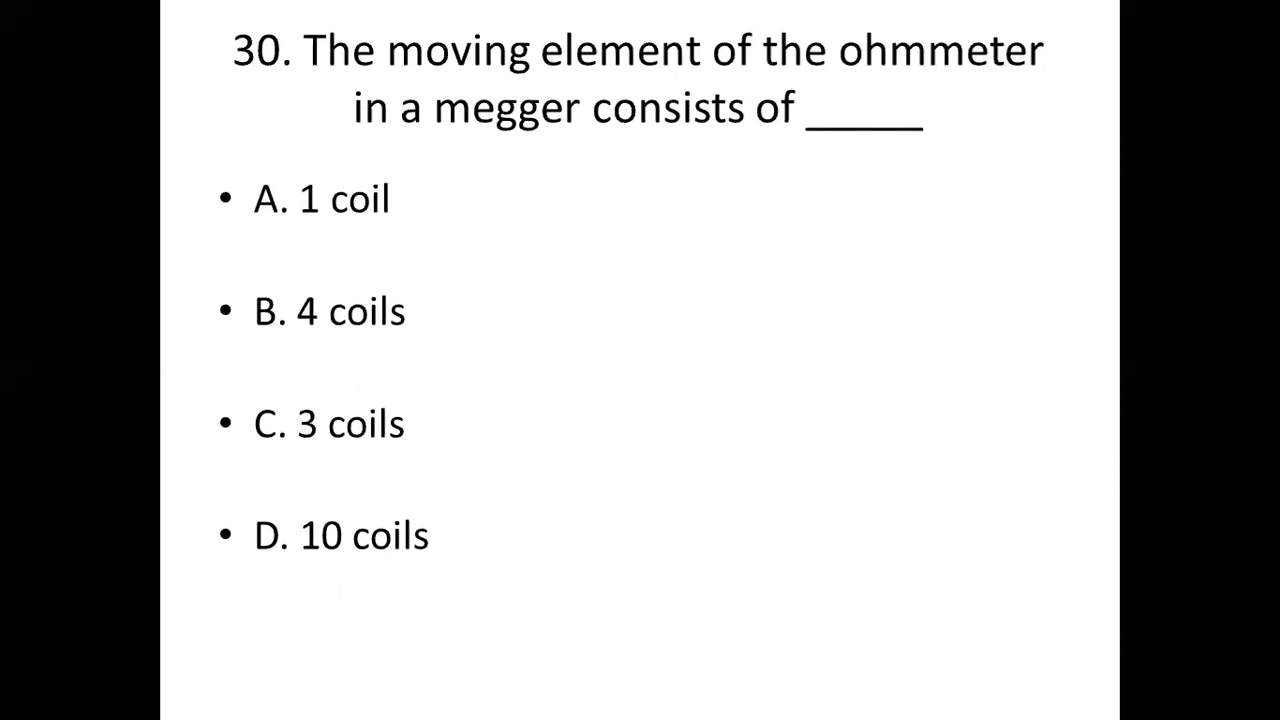 30. The moving element of the ohmmeter
in a megger consists of _____
• A. 1 coil
• B. 4 coils
• C. 3 coils
• D. 10 coils